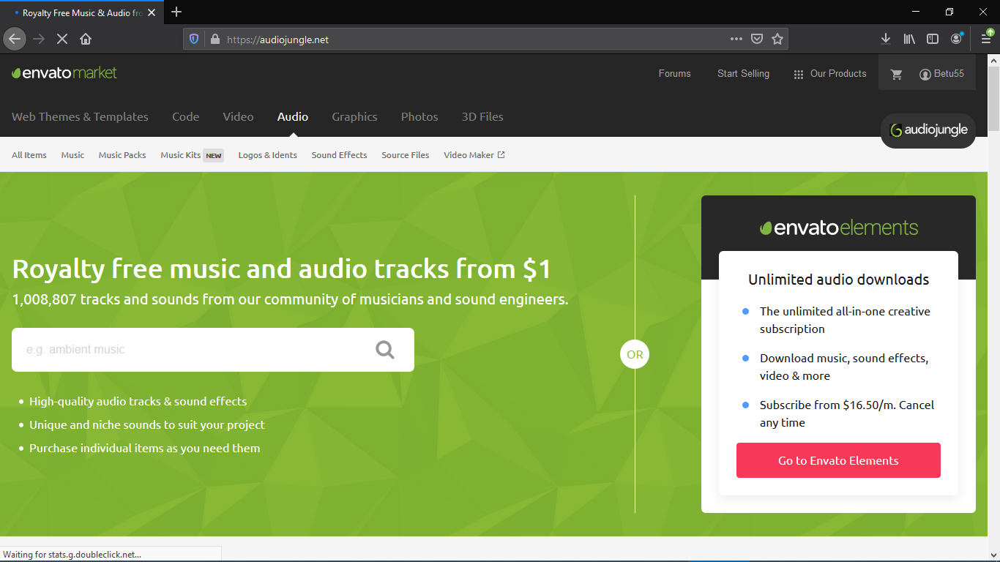 Royalty Free Music & Audio fro
https://audiojungle.net
envato market
Forums
Start Selling
Our Products
Betu55
Web Themes & Templates
Code
Video
Audio
Graphics
Photos
3D Files
audiojungle
All Items
Music
Music Packs
Music Kits NEW
Logos & Idents
Sound Effects
Source Files
Video Maker
Royalty free music and audio tracks from $1
1,008,807 tracks and sounds from our community of musicians and sound engineers.
e.g. ambient music
• High-quality audio tracks & sound effects
• Unique and niche sounds to suit your project
• Purchase individual items as you need them
OR
envato elements
Unlimited audio downloads
The unlimited all-in-one creative
subscription
Download music, sound effects,
video & more
Subscribe from $16.50/m. Cancel
any time
Go to Envato Elements
Waiting for stats.g.doubleclick.net...